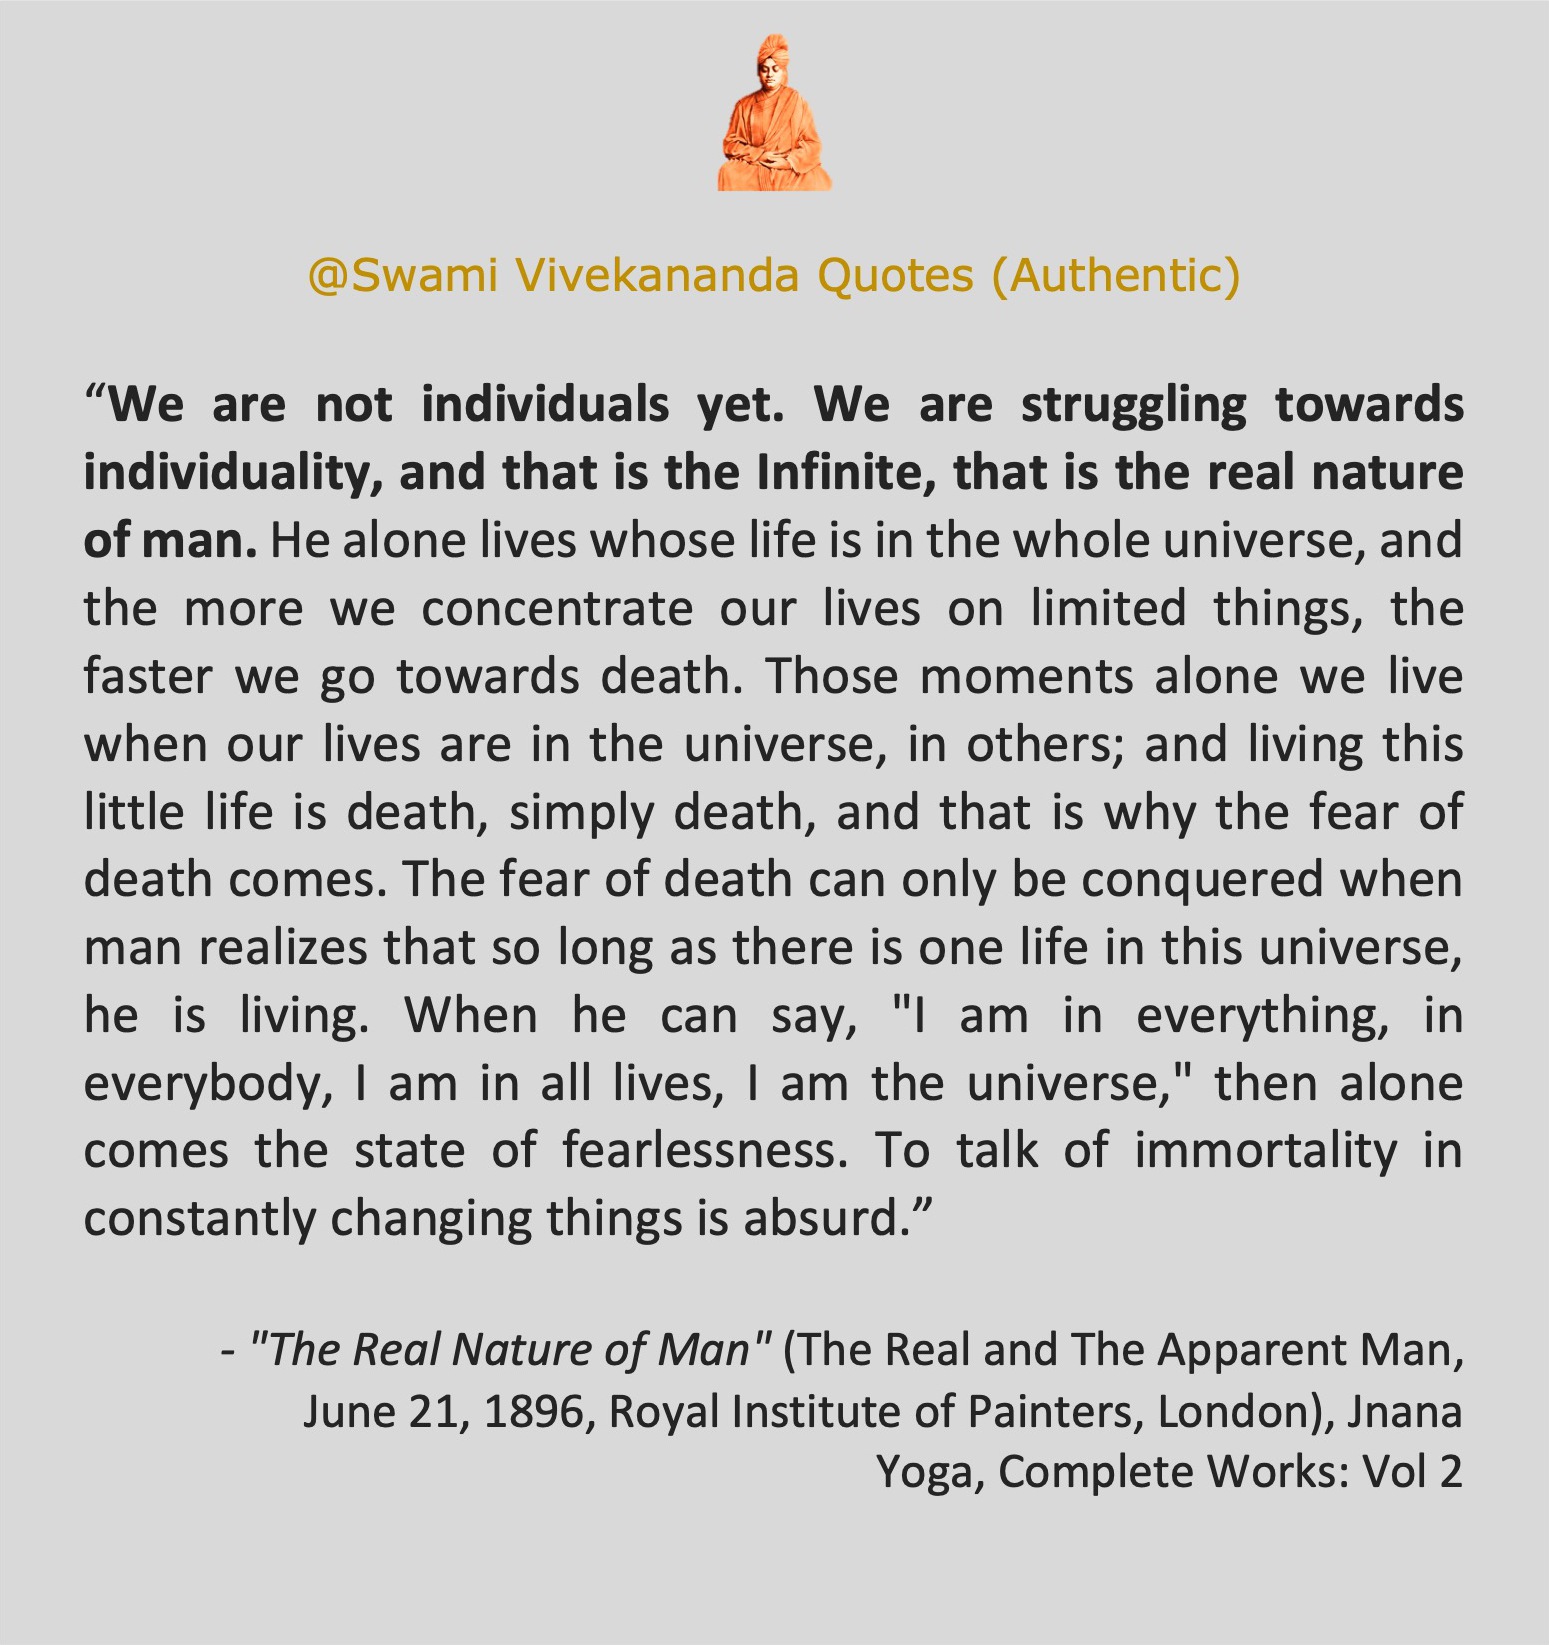 @Swami Vivekananda Quotes (Authentic)
“We are not individuals yet. We are struggling towards
individuality, and that is the Infinite, that is the real nature
of man. He alone lives whose life is in the whole universe, and
the more we concentrate our lives on limited things, the
faster we go towards death. Those moments alone we live
when our lives are in the universe, in others; and living this
little life is death, simply death, and that is why the fear of
death comes. The fear of death can only be conquered when
man realizes that so long as there is one life in this universe,
he is living. When he can say, "I am in everything, in
everybody, I am in all lives, I am the universe," then alone
comes the state of fearlessness. To talk of immortality in
constantly changing things is absurd.”
- "The Real Nature of Man" (The Real and The Apparent Man,
June 21, 1896, Royal Institute of Painters, London), Jnana
Yoga, Complete Works: Vol 2